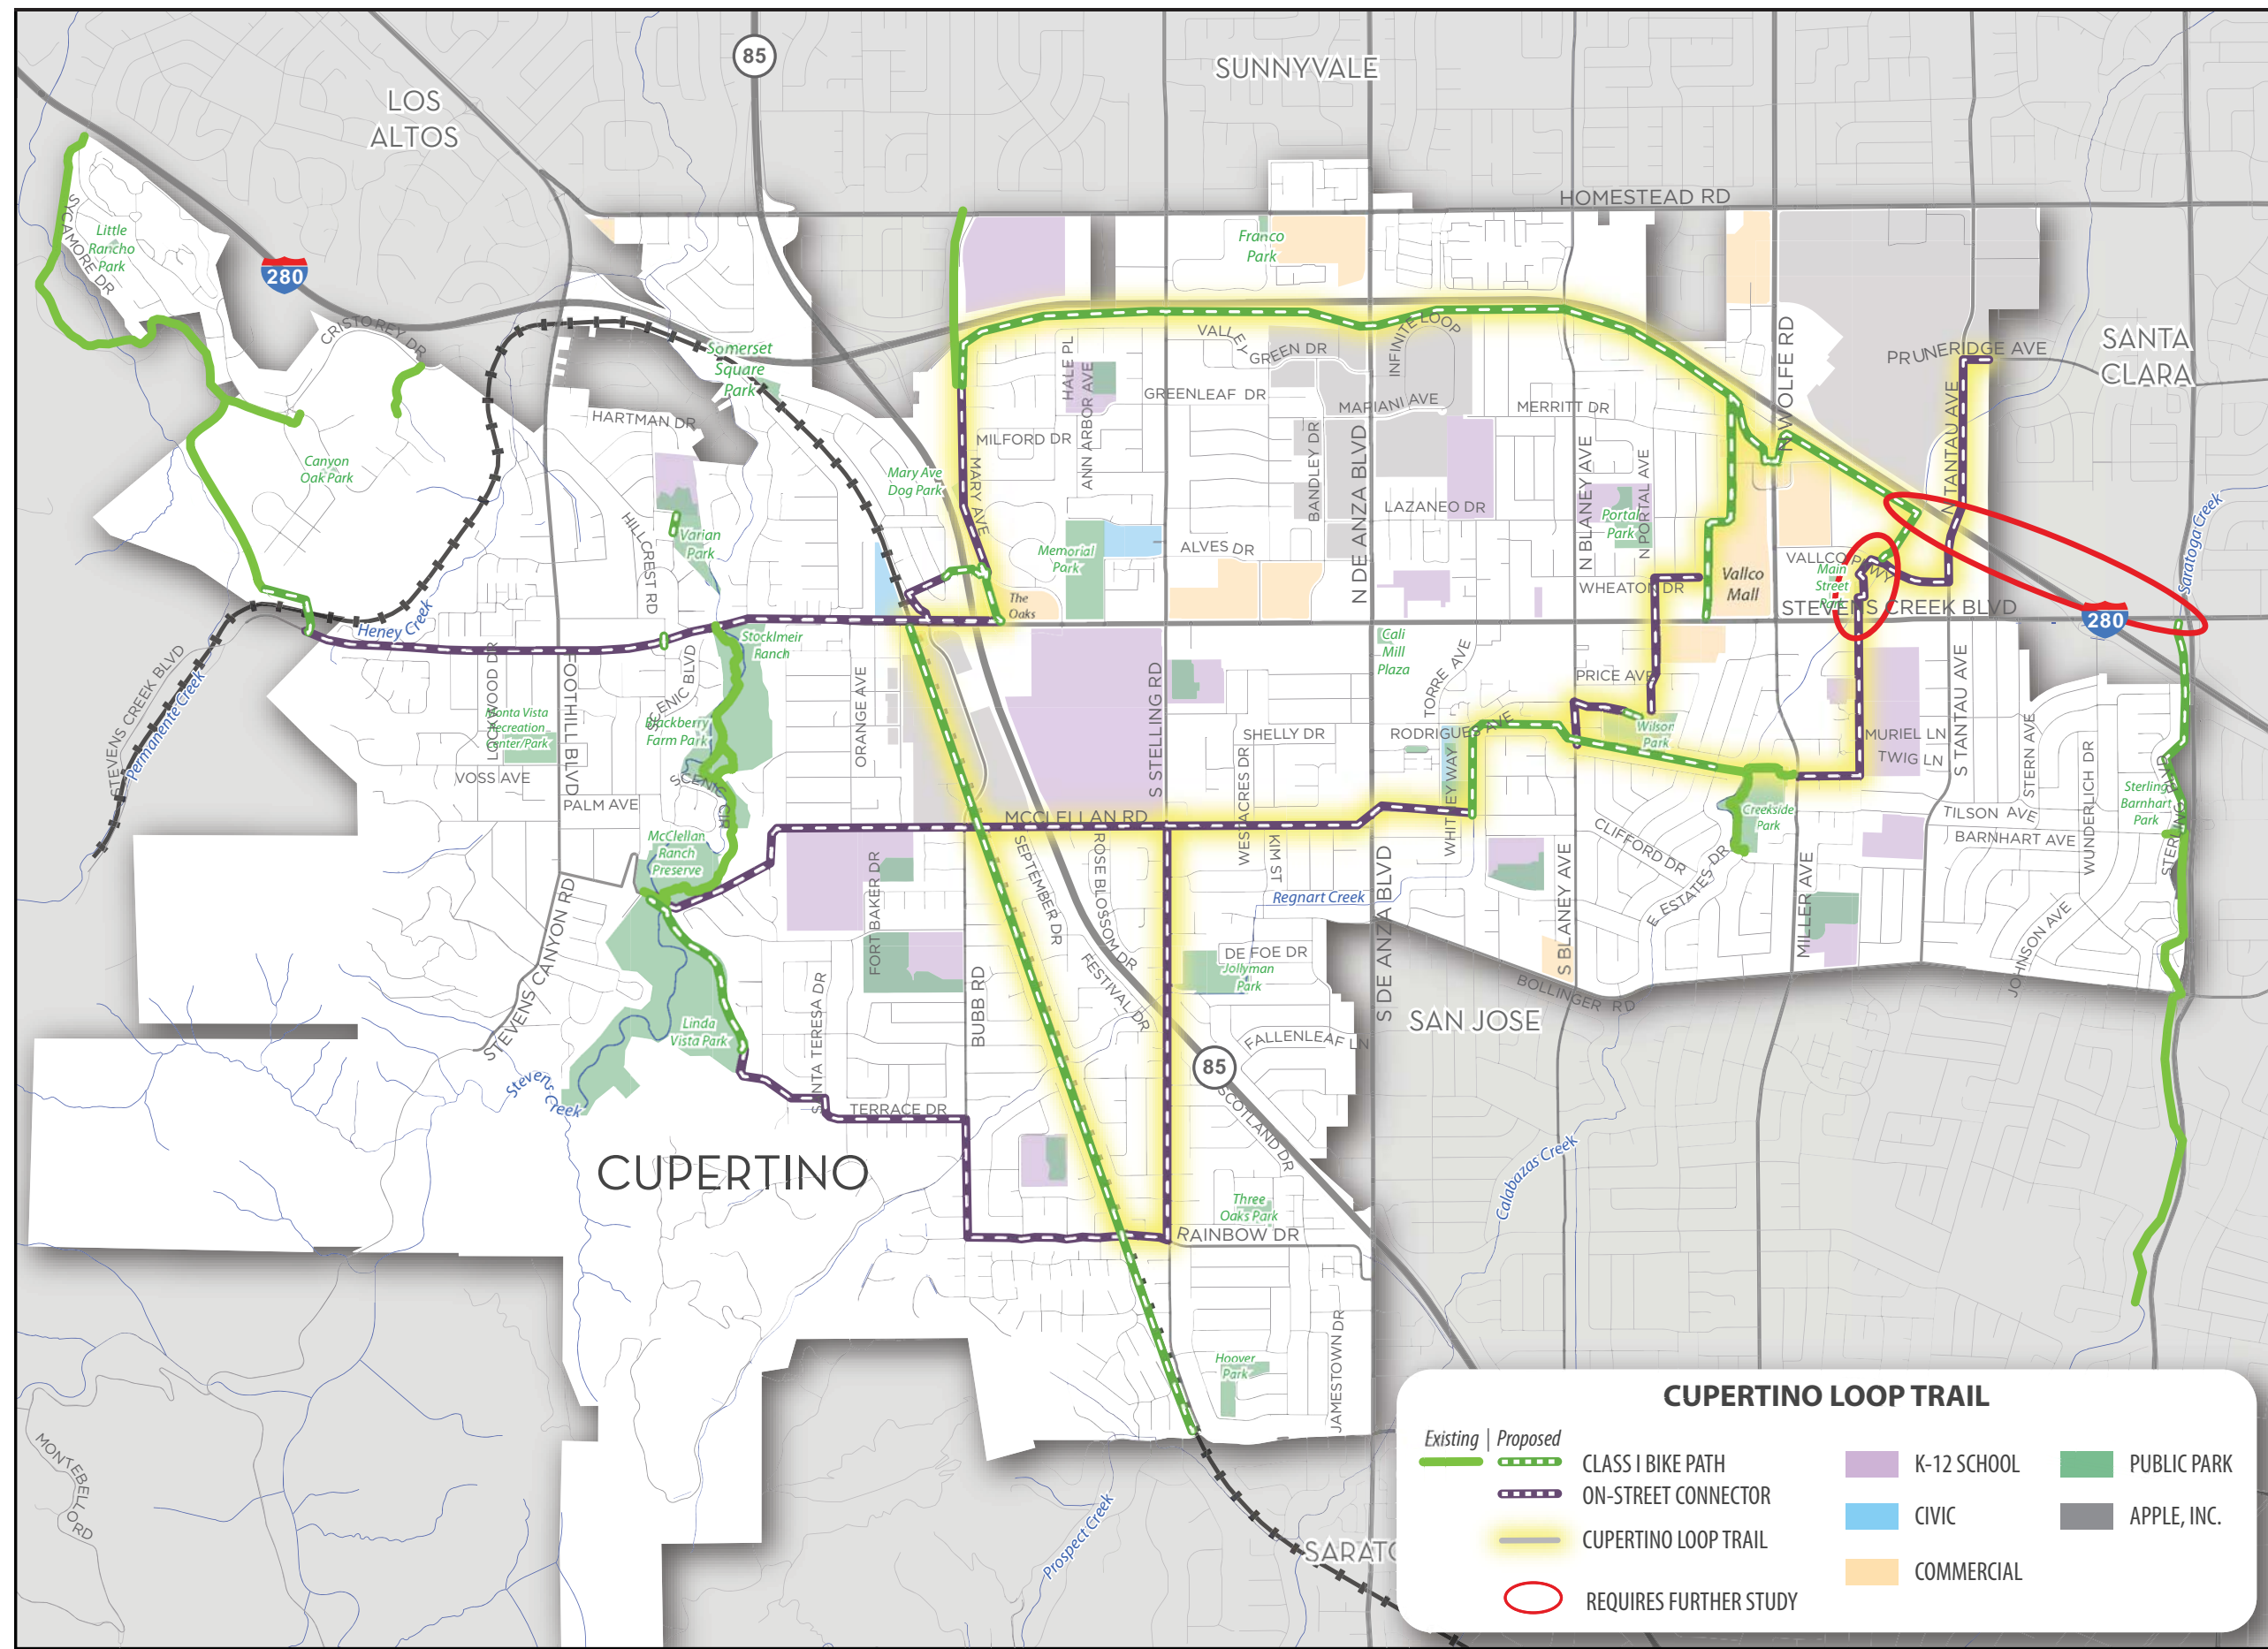 85
SUNNYVALE
LOS
ALTOS
HOMESTEAD RD
SYCAMORE DR
Little
Rancho
Park
280
Franco
Park
CRISTO REY DR
Somerset
Square
Park
VALLEY
GREEN DR
INFINITE LOOP
N WOLFE RD
PRUNERIDGE AVE
SANTA
CLARA
HALE PL
ANN ARBOR AVE
GREENLEAF DR
MARIANI AVE
MERRITT DR
N TANTAU AVE
HARTMAN DR
MILFORD DR
BANDLEY DR
N DE ANZA BLVD
N BLANEY AVE
N PORTAL AVE
Canyon
Oak Park
Mary Ave
Dog Park
MARY AVE
LAZANEO DR
Portal
Park
HILLCREST RD
Varian
Park
Memorial
Park
ALVES DR
VALLCO PKWY
Main
Street
Park
Saratoga Creek
WHEATON DR
Vallco
Mall
The
Oaks
STEVENS CREEK BLVD
280
Heney Creek
Stocklmeir
Ranch
Cali
Mill
Plaza
STEVENS CREEK BLVD
Permanente Creek
LOCKWOOD DR
FOOTHILL BLVD
SCENIC BLVD
ORANGE AVE
S STELLING RD
TORRE AVE
PRICE AVE
S TANTAU AVE
Monta Vista
Recreation
Center/Park
Blackberry
Farm Park
SHELLY DR
RODRIGUES AVE
Wilson
Park
MURIEL LN
TWIG LN
STERN AVE
WUNDERLICH DR
VOSS AVE
SCENIC CIR
PALM AVE
MCCLELLAN RD
WESTACRES DR
KIM ST
Creekside
Park
TILSON AVE
BARNHART AVE
Sterling
Barnhart
Park
STERLING BLVD
McClellan
Ranch
Preserve
SEPTEMBER DR
ROSE BLOSSOM DR
CLIFFORD DR
E ESTATES DR
MILLER AVE
FORT BAKER DR
Regnart Creek
S DE ANZA BLVD
S BLANEY AVE
JOHNSON AVE
STEVENS CANYON RD
BUBB RD
FESTIVAL DR
DE FOE DR
Jollyman
Park
BOLLINGER RD
SAN JOSE
Linda
Vista Park
SANTA TERESA DR
FALLENLEAF LN
85
Stevens
Creek
TERRACE DR
SCOTLAND DR
CUPERTINO
Calabazas Creek
Three
Oaks Park
RAINBOW DR
Hoover
Park
JAMESTOWN DR
MONTEBELLO RD
Prospect Creek
CUPERTINO LOOP TRAIL
Existing | Proposed
CLASS I BIKE PATH
ON-STREET CONNECTOR
CUPERTINO LOOP TRAIL
REQUIRES FURTHER STUDY
K-12 SCHOOL
CIVIC
COMMERCIAL
PUBLIC PARK
APPLE, INC.